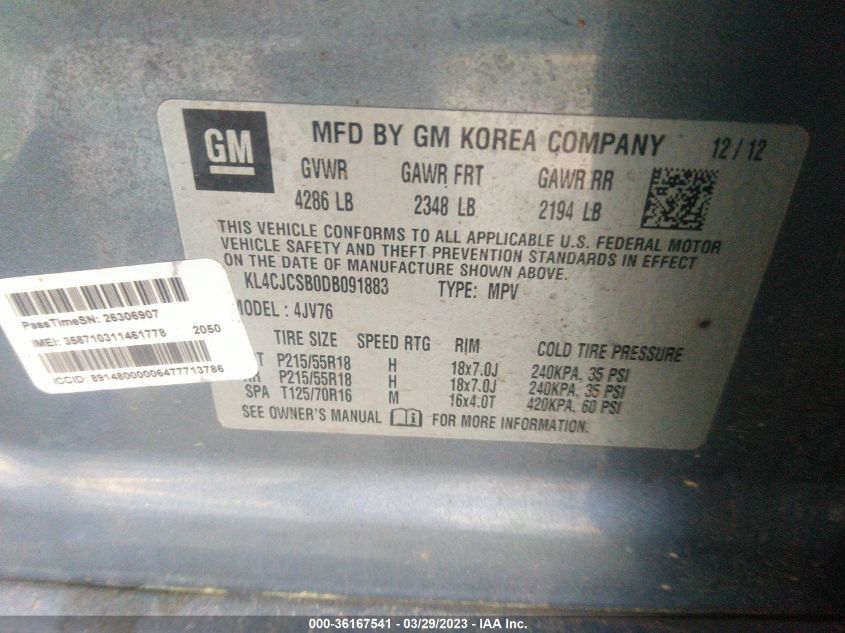 GM
MFD BY GM KOREA COMPANY 12/12
GVWR GAWR FRT GAWR RR
4286 LB 2348 LB 2194 LB
THIS VEHICLE CONFORMS TO ALL APPLICABLE U.S. FEDERAL MOTOR
VEHICLE SAFETY AND THEFT PREVENTION STANDARDS IN EFFECT
ON THE DATE OF MANUFACTURE SHOWN ABOVE.
KL4CJCSB0DB091883 TYPE: MPV
MODEL: 4JV76
TIRE SIZE SPEED RTG RIM COLD TIRE PRESSURE
P215/55R18 H 18x7.0J 240KPA, 35 PSI
P215/55R18 H 18x7.0J 240KPA, 35 PSI
SPA T125/70R16 M 16x4.0T 420KPA, 60 PSI
SEE OWNER'S MANUAL FOR MORE INFORMATION.
PassTimeSN: 26306907
IMEI: 358710311461778 2050
ICCID: 89148000006477713786
000-36167541 - 03/29/2023 - IAA Inc.